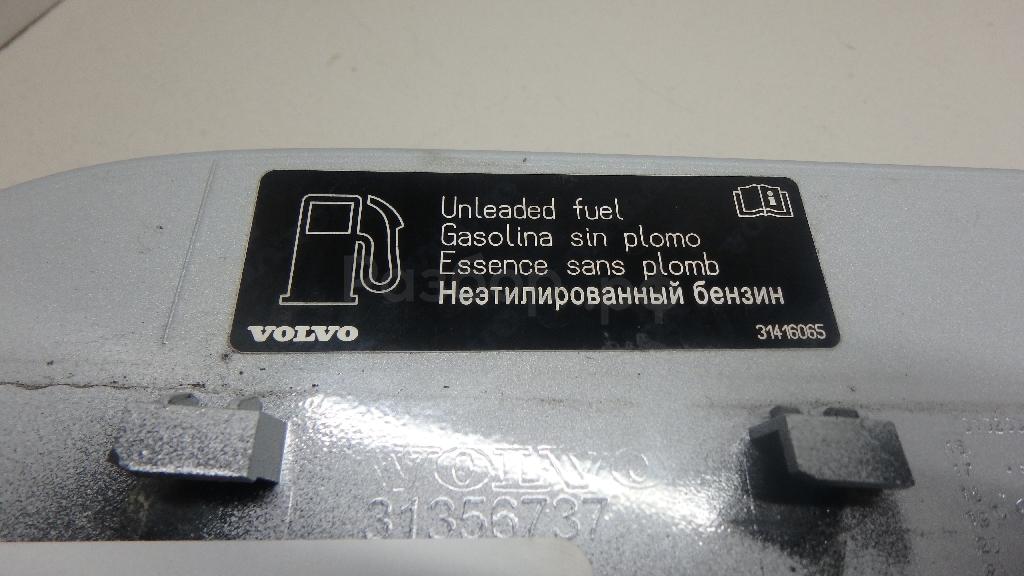 Unleaded fuel
Gasolina sin plomo
Essence sans plomb
Неэтилированный бензин
VOLVO
31416065
VOLVO
31356737